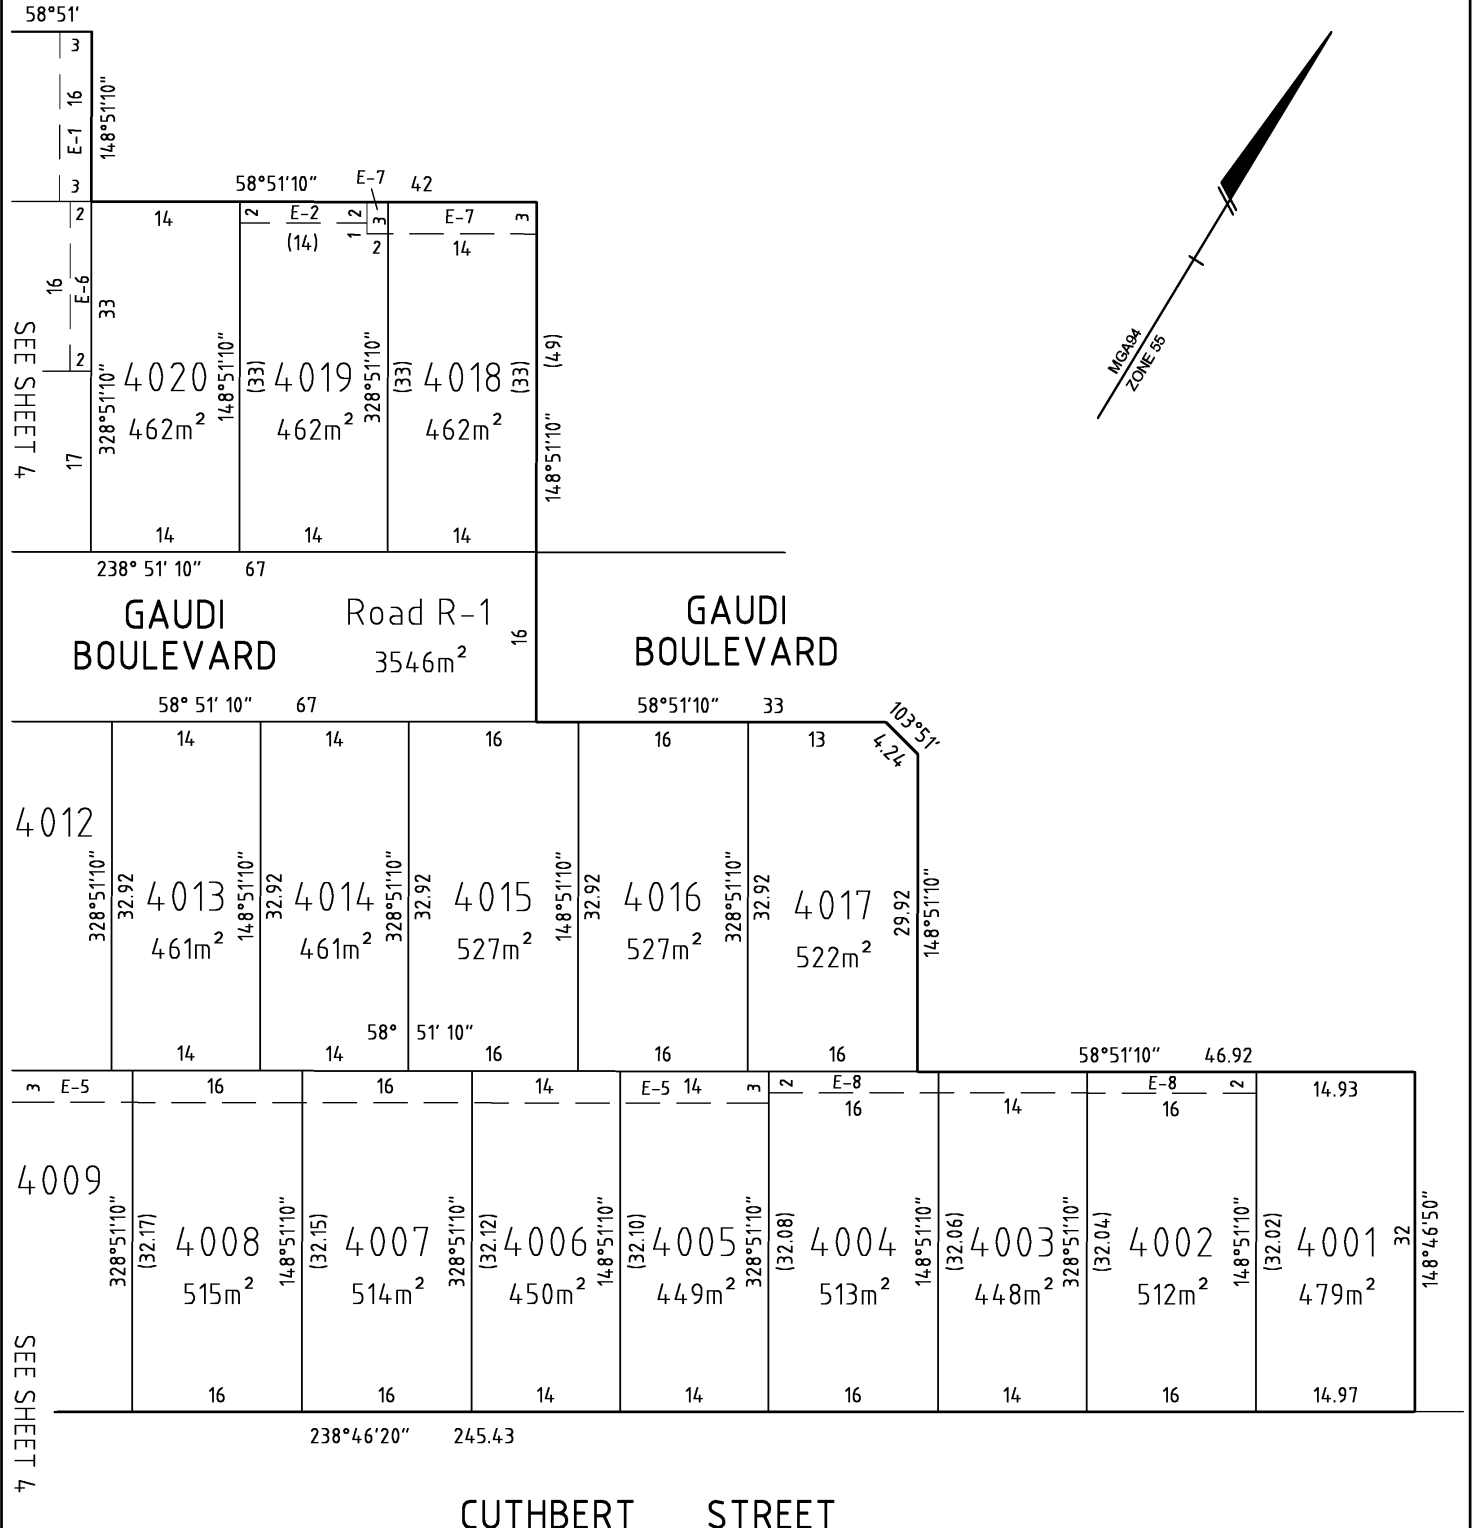 58°51'
3
16
E-1
3
148°51'10"
58°51'10" 42
E-7
2
14
2 E-2 2
(14)
1
3
2
E-7 3
14
16
E-6
2
17
33
328°51'10"
4020
462m²
148°51'10"
(33)
4019
462m²
328°51'10"
(33)
4018
462m²
(33)
(49)
148°51'10"
SEE SHEET 4
14
14
14
238° 51' 10" 67
GAUDI
BOULEVARD
Road R-1
3546m²
16
GAUDI
BOULEVARD
58° 51' 10" 67
58°51'10" 33
103°51'
4.24
14
14
16
16
13
4012
328°51'10"
32.92
4013
461m²
148°51'10"
32.92
4014
461m²
328°51'10"
32.92
4015
527m²
148°51'10"
32.92
4016
527m²
328°51'10"
32.92
4017
522m²
29.92
148°51'10"
58° 51' 10"
14
14
16
16
16
58°51'10" 46.92
3 E-5
16
16
14
E-5 14 3
2 E-8
16
14
E-8 2
16
14.93
4009
328°51'10"
(32.17)
4008
515m²
148°51'10"
(32.15)
4007
514m²
328°51'10"
(32.12)
4006
450m²
148°51'10"
(32.10)
4005
449m²
328°51'10"
(32.08)
4004
513m²
148°51'10"
(32.06)
4003
448m²
328°51'10"
(32.04)
4002
512m²
148°51'10"
(32.02)
4001
479m²
32
148°46'50"
SEE SHEET 4
16
16
14
14
16
14
16
14.97
238°46'20" 245.43
CUTHBERT STREET
MGA94
ZONE 55